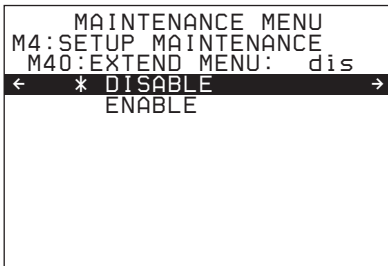 MAINTENANCE MENU
M4:SETUP MAINTENANCE
M40:EXTEND MENU: dis
← * DISABLE →
ENABLE